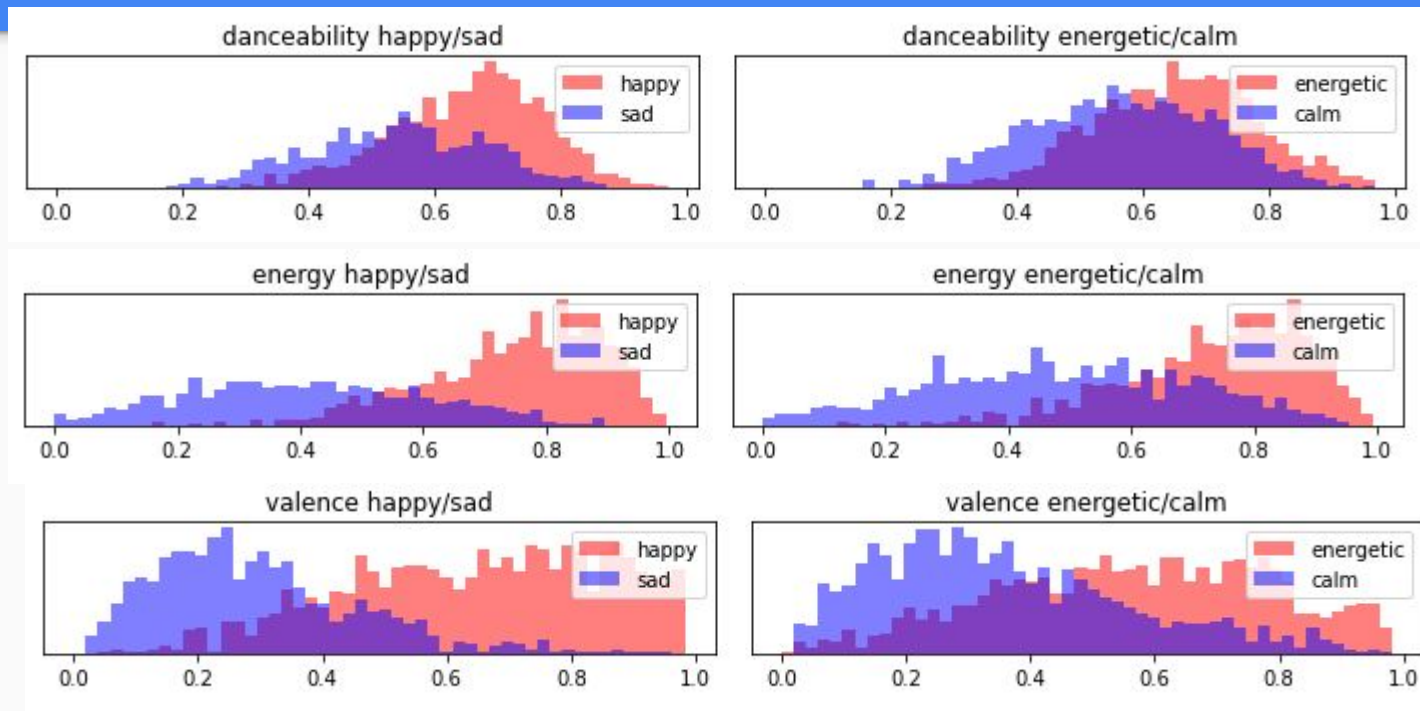 danceability happy/sad
happy
sad
0.0 0.2 0.4 0.6 0.8 1.0
danceability energetic/calm
energetic
calm
0.0 0.2 0.4 0.6 0.8 1.0
energy happy/sad
happy
sad
0.0 0.2 0.4 0.6 0.8 1.0
energy energetic/calm
energetic
calm
0.0 0.2 0.4 0.6 0.8 1.0
valence happy/sad
happy
sad
0.0 0.2 0.4 0.6 0.8 1.0
valence energetic/calm
energetic
calm
0.0 0.2 0.4 0.6 0.8 1.0